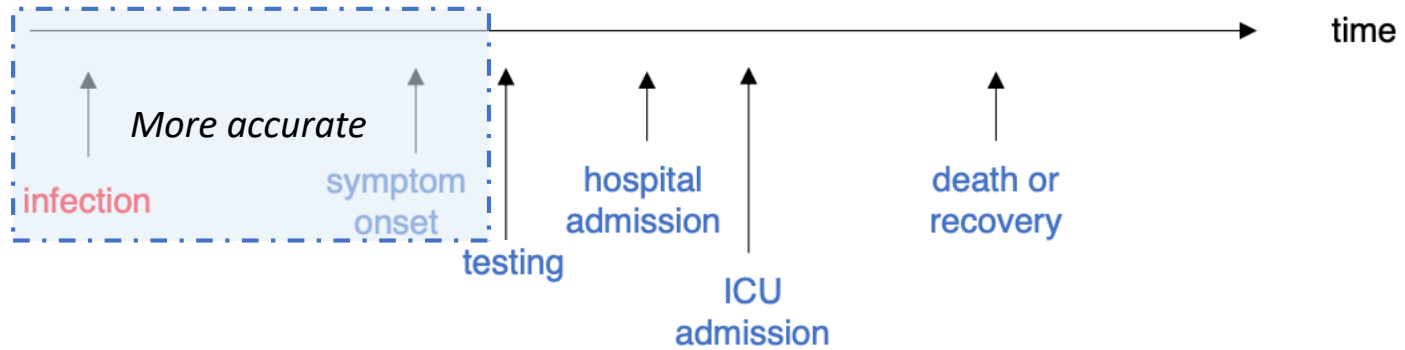 time
More accurate
infection
symptom
onset
testing
hospital
admission
ICU
admission
death or
recovery